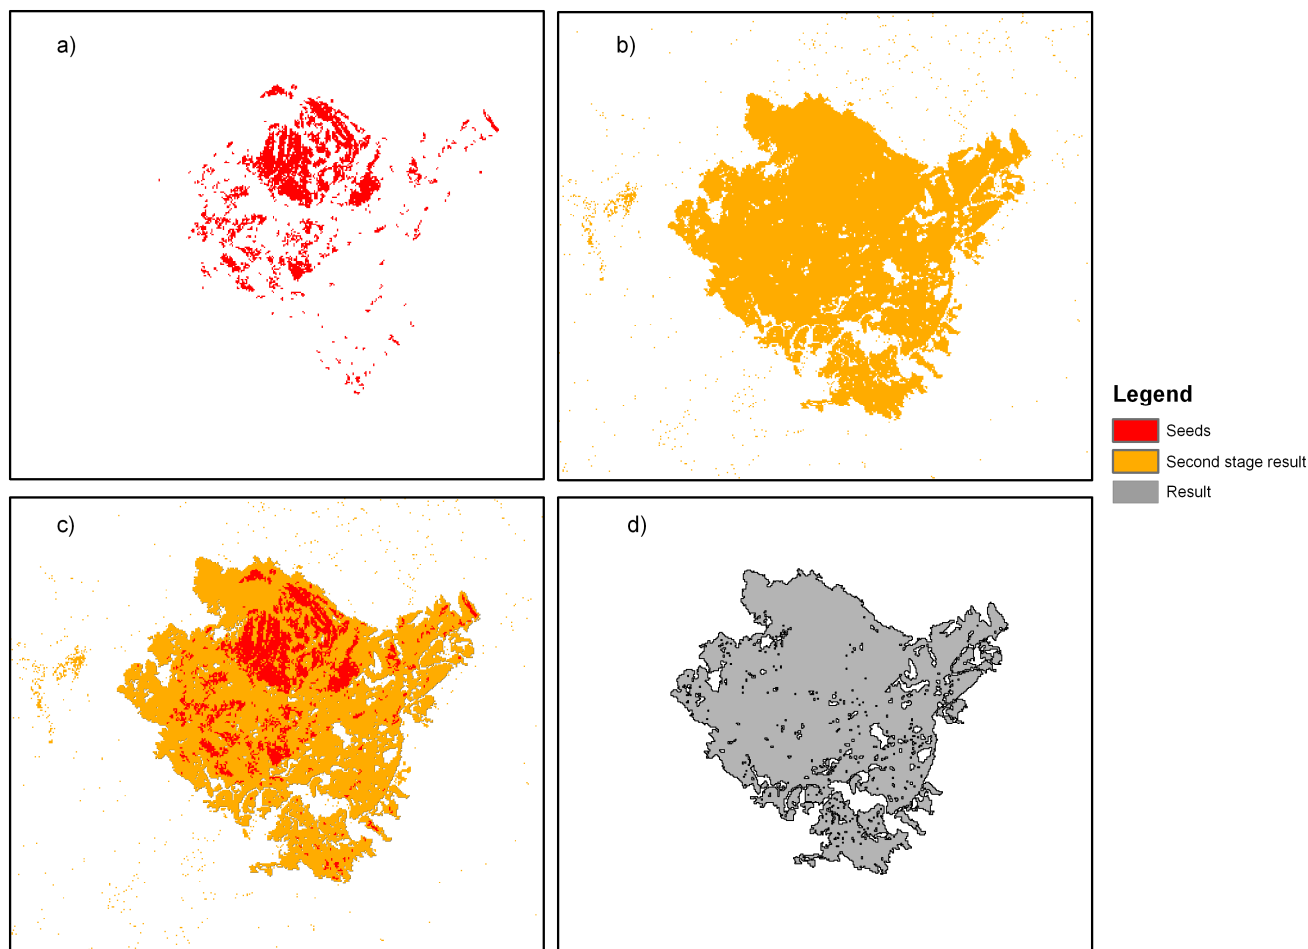 a)
b)
Legend
Seeds
Second stage result
Result
c)
d)